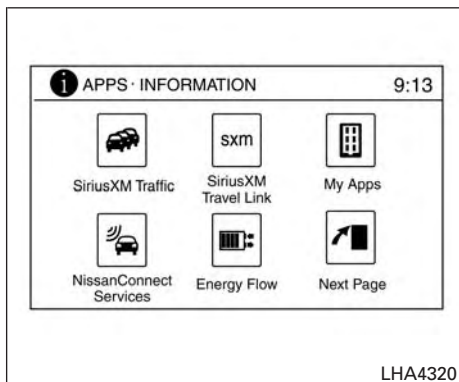 i APPS · INFORMATION 9:13
sxm
SiriusXM Traffic
SiriusXM
Travel Link
My Apps
NissanConnect
Services
Energy Flow
Next Page
LHA4320